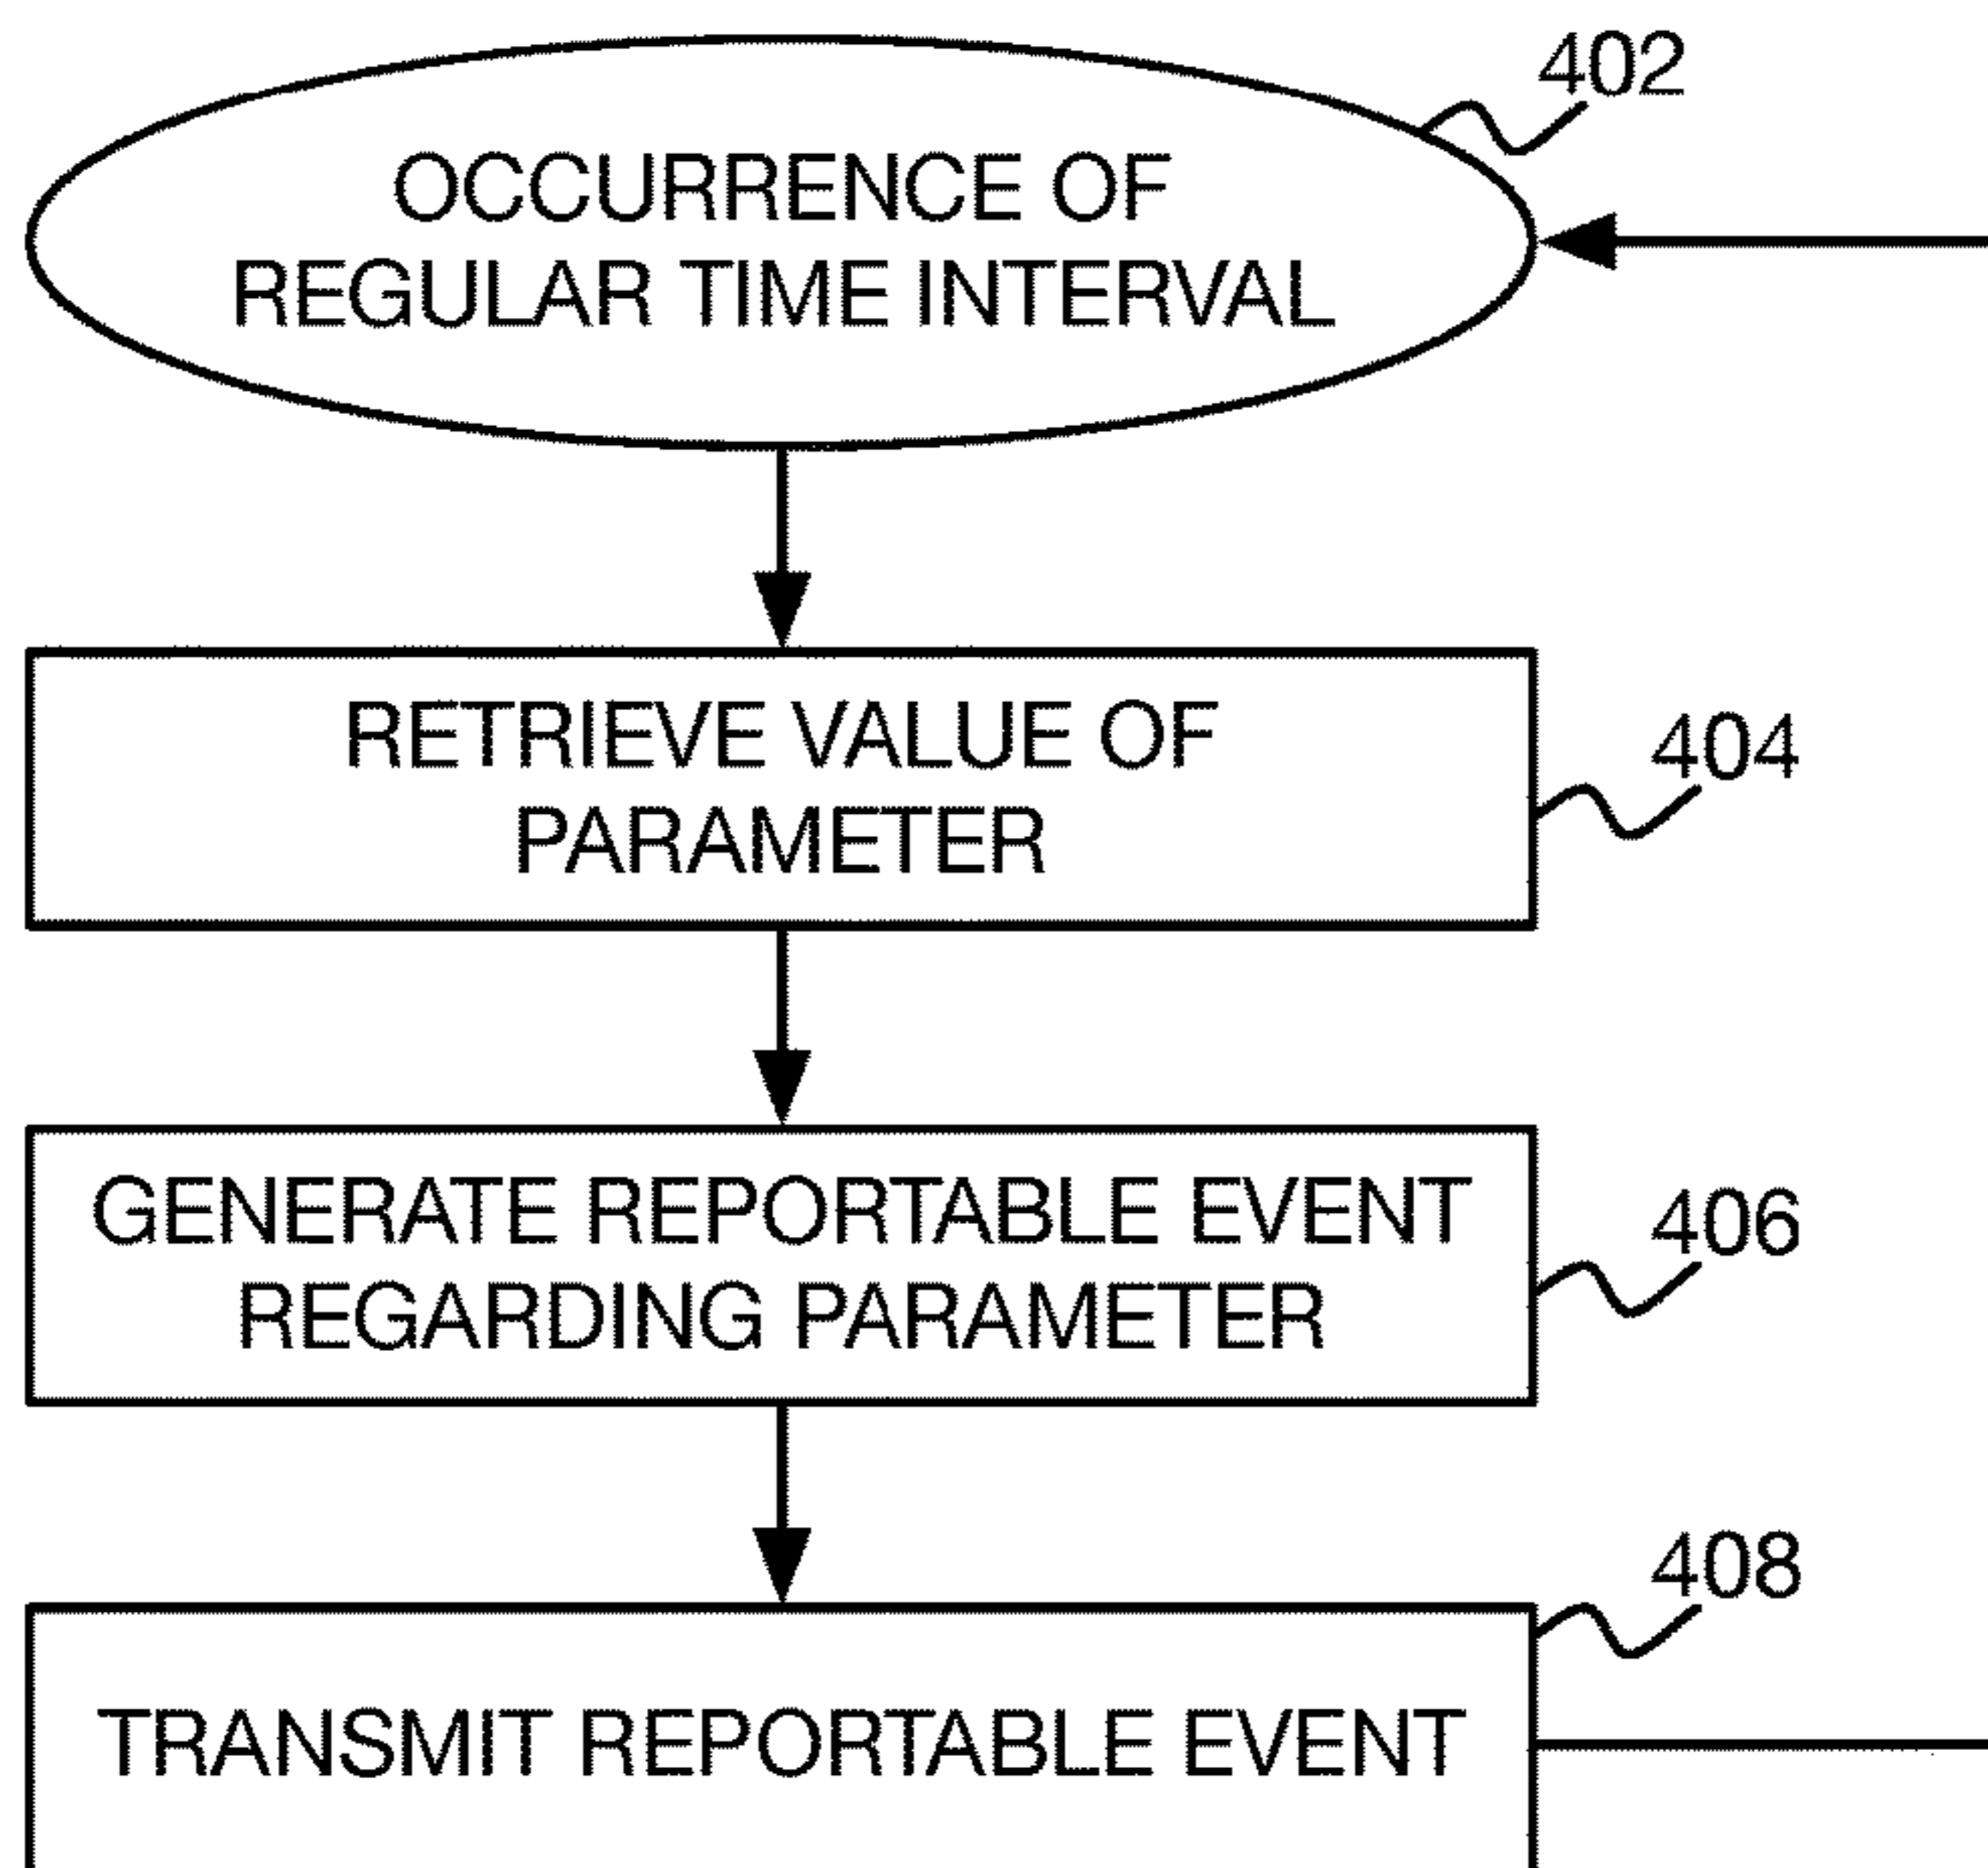 402
OCCURRENCE OF
REGULAR TIME INTERVAL
RETRIEVE VALUE OF
PARAMETER
404
GENERATE REPORTABLE EVENT
REGARDING PARAMETER
406
408
TRANSMIT REPORTABLE EVENT